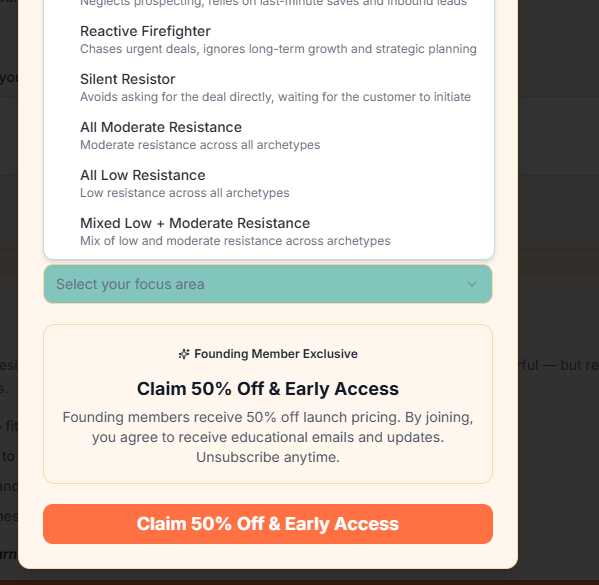 Neglects prospecting, relies on last-minute saves and inbound leads
Reactive Firefighter
Chases urgent deals, ignores long-term growth and strategic planning
Silent Resistor
Avoids asking for the deal directly, waiting for the customer to initiate
All Moderate Resistance
Moderate resistance across all archetypes
All Low Resistance
Low resistance across all archetypes
Mixed Low + Moderate Resistance
Mix of low and moderate resistance across archetypes
Select your focus area
Founding Member Exclusive
Claim 50% Off & Early Access
Founding members receive 50% off launch pricing. By joining,
you agree to receive educational emails and updates.
Unsubscribe anytime.
Claim 50% Off & Early Access